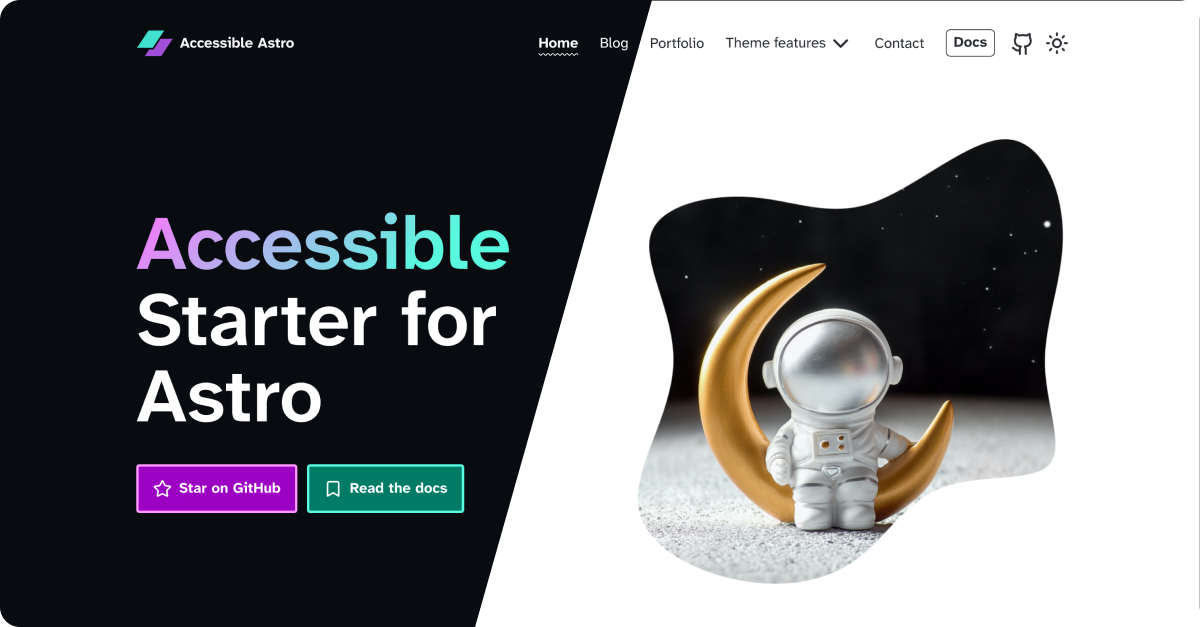 Accessible Astro
Home Blog Portfolio Theme features Contact Docs
Accessible
Starter for
Astro
Star on GitHub Read the docs